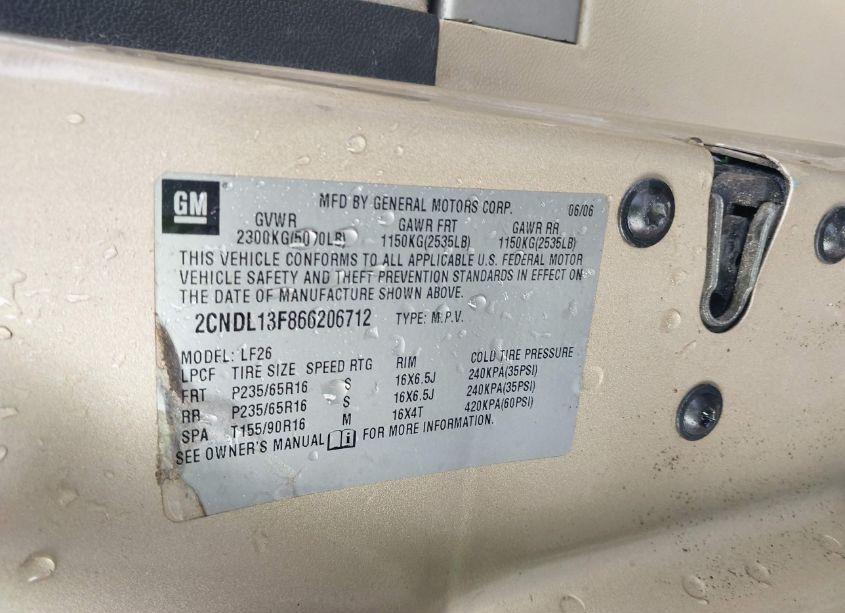 GM
MFD BY GENERAL MOTORS CORP. 06/06
GVWR GAWR FRT GAWR RR
2300KG(5070LB) 1150KG(2535LB) 1150KG(2535LB)
THIS VEHICLE CONFORMS TO ALL APPLICABLE U.S. FEDERAL MOTOR
VEHICLE SAFETY AND THEFT PREVENTION STANDARDS IN EFFECT ON
THE DATE OF MANUFACTURE SHOWN ABOVE.
2CNDL13F866206712 TYPE: M.P.V.
MODEL: LF26
LPCF TIRE SIZE SPEED RTG RIM COLD TIRE PRESSURE
FRT P235/65R16 S 16X6.5J 240KPA(35PSI)
RR P235/65R16 S 16X6.5J 240KPA(35PSI)
SPA T155/90R16 M 16X4T 420KPA(60PSI)
SEE OWNER'S MANUAL FOR MORE INFORMATION.